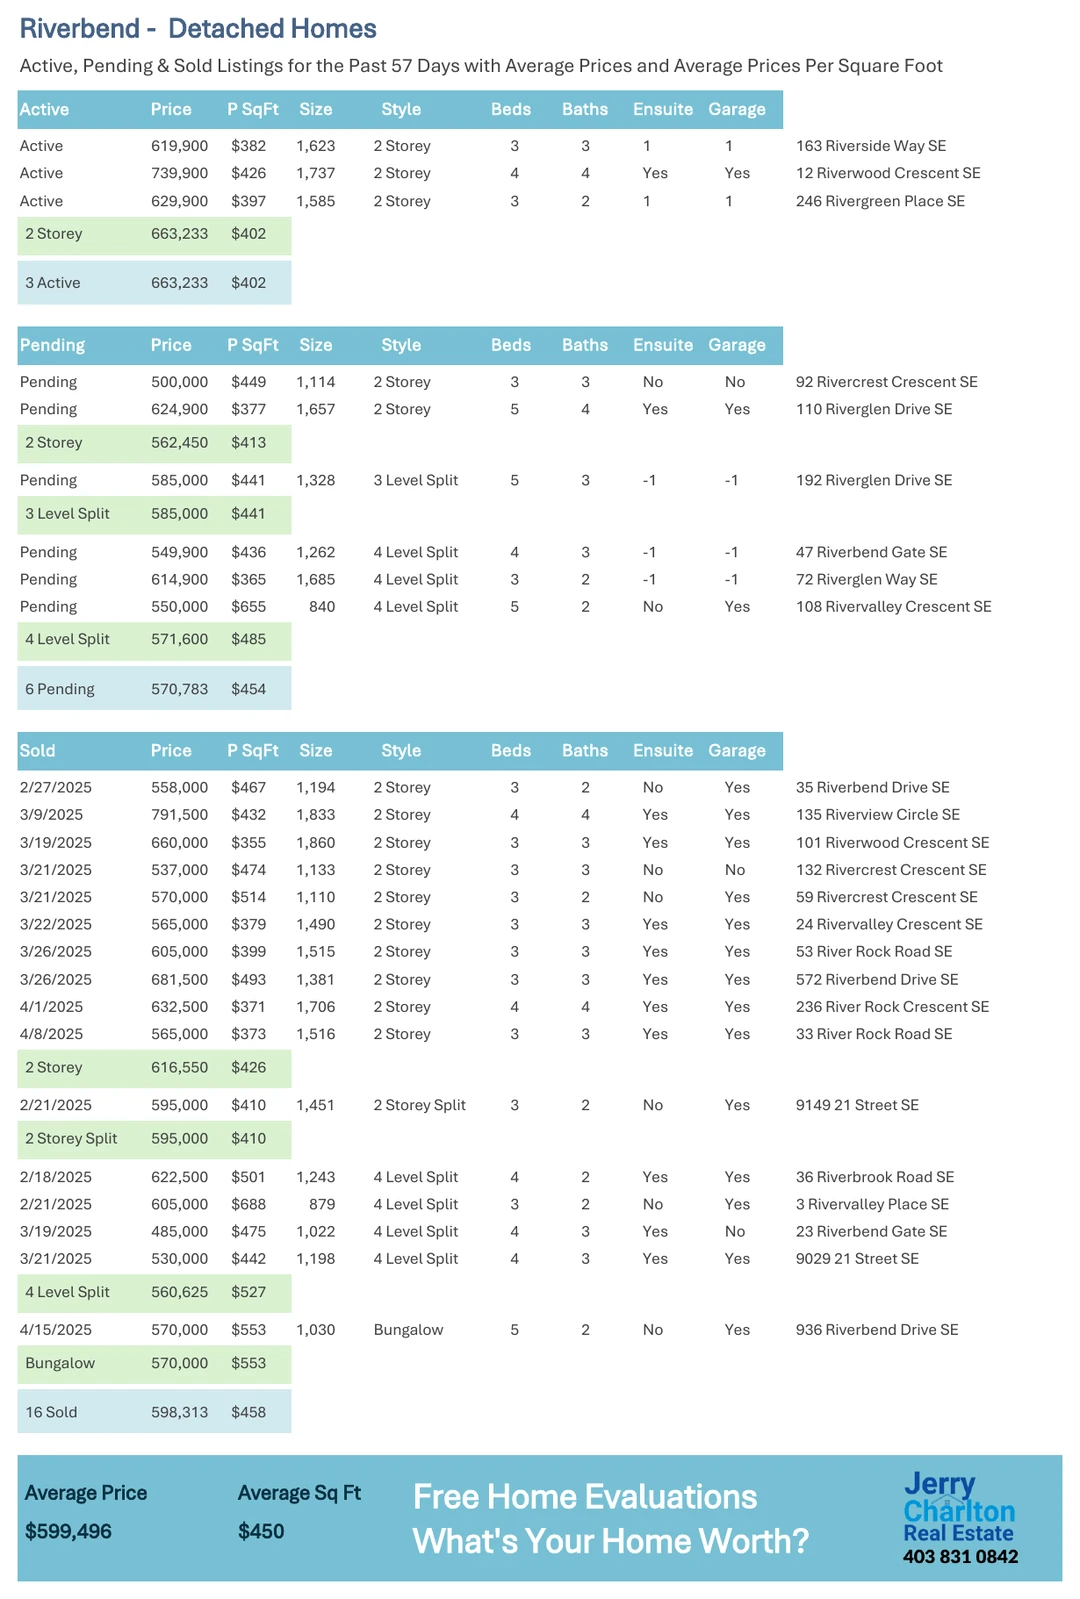 Riverbend - Detached Homes
Active, Pending & Sold Listings for the Past 57 Days with Average Prices and Average Prices Per Square Foot
Active Price P SqFt Size Style Beds Baths Ensuite Garage
Active 619,900 $382 1,623 2 Storey 3 3 1 1 163 Riverside Way SE
Active 739,900 $426 1,737 2 Storey 4 4 Yes Yes 12 Riverwood Crescent SE
Active 629,900 $397 1,585 2 Storey 3 2 1 1 246 Rivergreen Place SE
2 Storey 663,233 $402
3 Active 663,233 $402
Pending Price P SqFt Size Style Beds Baths Ensuite Garage
Pending 500,000 $449 1,114 2 Storey 3 3 No No 92 Rivercrest Crescent SE
Pending 624,900 $377 1,657 2 Storey 5 4 Yes Yes 110 Riverglen Drive SE
2 Storey 562,450 $413
Pending 585,000 $441 1,328 3 Level Split 5 3 -1 -1 192 Riverglen Drive SE
3 Level Split 585,000 $441
Pending 549,900 $436 1,262 4 Level Split 4 3 -1 -1 47 Riverbend Gate SE
Pending 614,900 $365 1,685 4 Level Split 3 2 -1 -1 72 Riverglen Way SE
Pending 550,000 $655 840 4 Level Split 5 2 No Yes 108 Rivervalley Crescent SE
4 Level Split 571,600 $485
6 Pending 570,783 $454
Sold Price P SqFt Size Style Beds Baths Ensuite Garage
2/27/2025 558,000 $467 1,194 2 Storey 3 2 No Yes 35 Riverbend Drive SE
3/9/2025 791,500 $432 1,833 2 Storey 4 4 Yes Yes 135 Riverview Circle SE
3/19/2025 660,000 $355 1,860 2 Storey 3 3 Yes Yes 101 Riverwood Crescent SE
3/21/2025 537,000 $474 1,133 2 Storey 3 3 No No 132 Rivercrest Crescent SE
3/21/2025 570,000 $514 1,110 2 Storey 3 2 No Yes 59 Rivercrest Crescent SE
3/22/2025 565,000 $379 1,490 2 Storey 3 3 Yes Yes 24 Rivervalley Crescent SE
3/26/2025 605,000 $399 1,515 2 Storey 3 3 Yes Yes 53 River Rock Road SE
3/26/2025 681,500 $493 1,381 2 Storey 3 3 Yes Yes 572 Riverbend Drive SE
4/1/2025 632,500 $371 1,706 2 Storey 4 4 Yes Yes 236 River Rock Crescent SE
4/8/2025 565,000 $373 1,516 2 Storey 3 3 Yes Yes 33 River Rock Road SE
2 Storey 616,550 $426
2/21/2025 595,000 $410 1,451 2 Storey Split 3 2 No Yes 9149 21 Street SE
2 Storey Split 595,000 $410
2/18/2025 622,500 $501 1,243 4 Level Split 4 2 Yes Yes 36 Riverbrook Road SE
2/21/2025 605,000 $688 879 4 Level Split 3 2 No Yes 3 Rivervalley Place SE
3/19/2025 485,000 $475 1,022 4 Level Split 4 3 Yes No 23 Riverbend Gate SE
3/21/2025 530,000 $442 1,198 4 Level Split 4 3 Yes Yes 9029 21 Street SE
4 Level Split 560,625 $527
4/15/2025 570,000 $553 1,030 Bungalow 5 2 No Yes 936 Riverbend Drive SE
Bungalow 570,000 $553
16 Sold 598,313 $458
Average Price Average Sq Ft
$599,496 $450
Free Home Evaluations
What's Your Home Worth?
Jerry
Charlton
Real Estate
403 831 0842